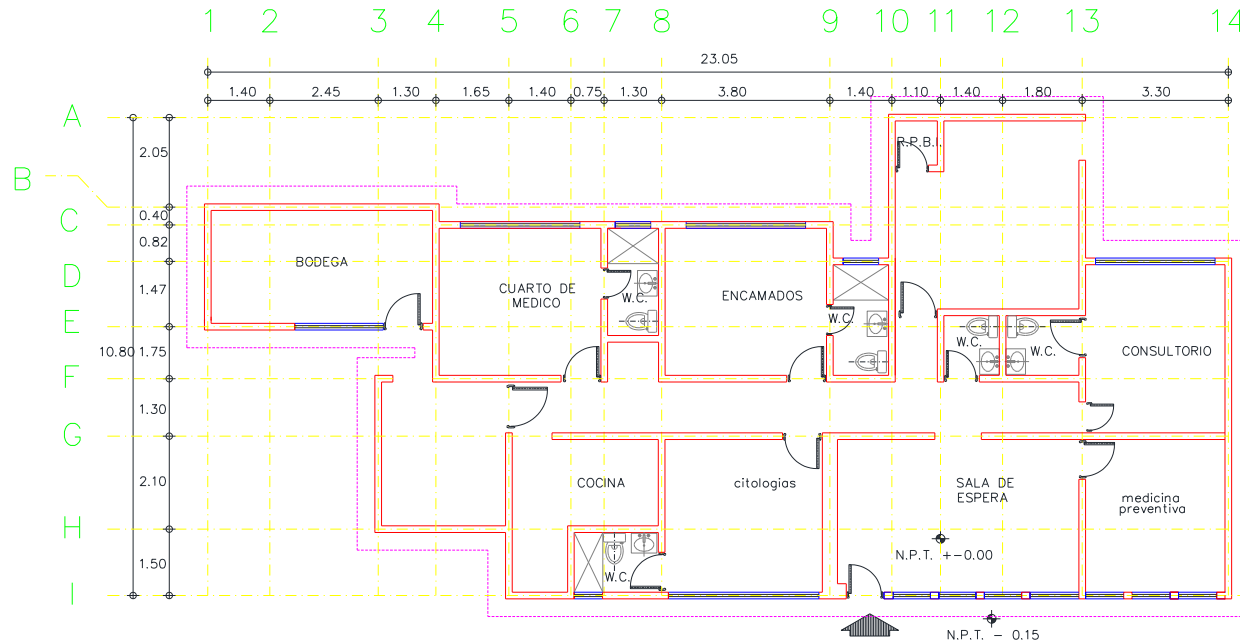 1 2 3 4 5 6 7 8 9 10 11 12 13 14
23.05
1.40 2.45 1.30 1.65 1.40 0.75 1.30 3.80 1.40 1.10 1.40 1.80 3.30
A
R.P.B.I.
2.05
B
C
0.40
0.82
D
BODEGA
1.47
CUARTO DE
MEDICO
W.C.
ENCAMADOS
W.C.
E
10.80
1.75
W.C.
W.C.
CONSULTORIO
F
1.30
G
2.10
COCINA
citologias
SALA DE
ESPERA
medicina
preventiva
H
N.P.T. +-0.00
1.50
W.C.
I
N.P.T. - 0.15